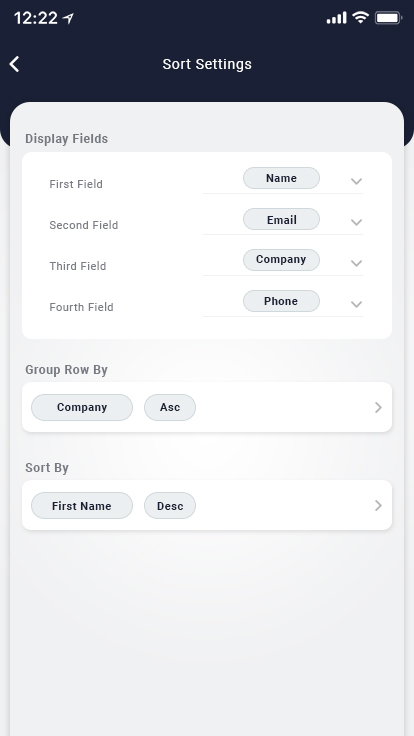 12:22
Sort Settings
Display Fields
First Field Name
Second Field Email
Third Field Company
Fourth Field Phone
Group Row By
Company Asc
Sort By
First Name Desc